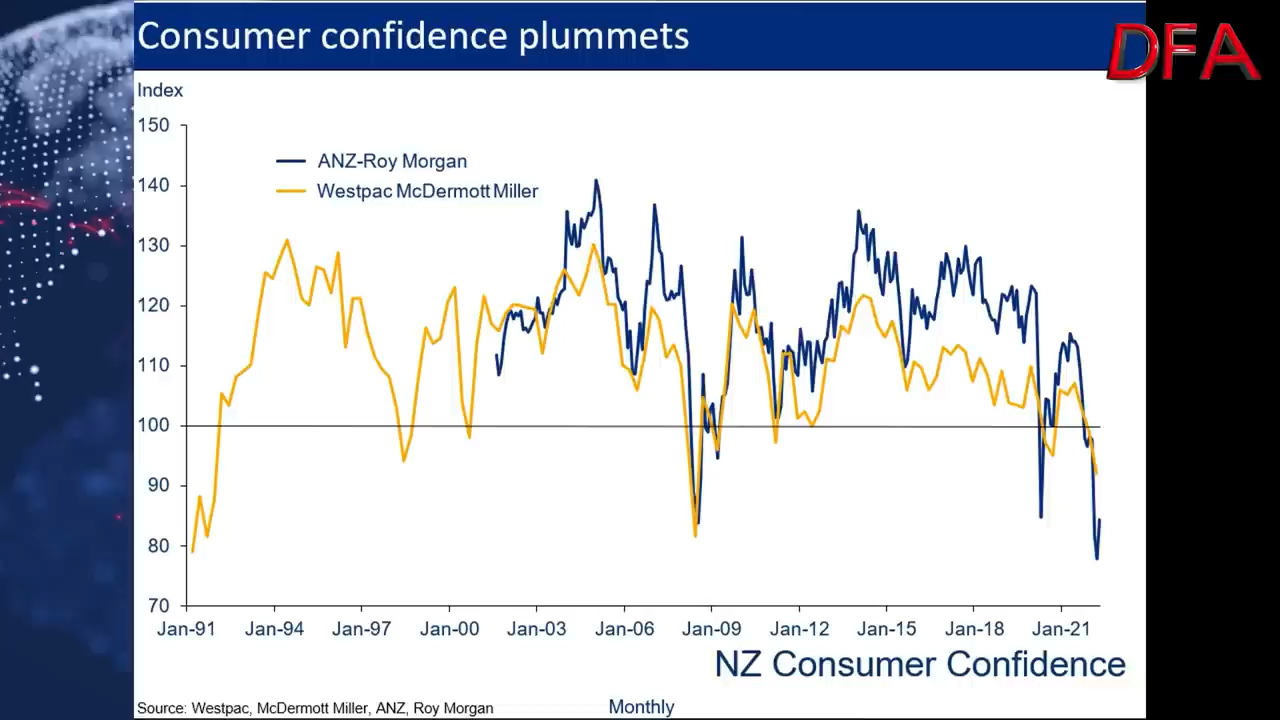 Consumer confidence plummets
DFA
Index
150
ANZ-Roy Morgan
140
Westpac McDermott Miller
130
120
110
100
90
80
70
Jan-91 Jan-94 Jan-97 Jan-00 Jan-03 Jan-06 Jan-09 Jan-12 Jan-15 Jan-18 Jan-21
NZ Consumer Confidence
Source: Westpac, McDermott Miller, ANZ, Roy Morgan Monthly